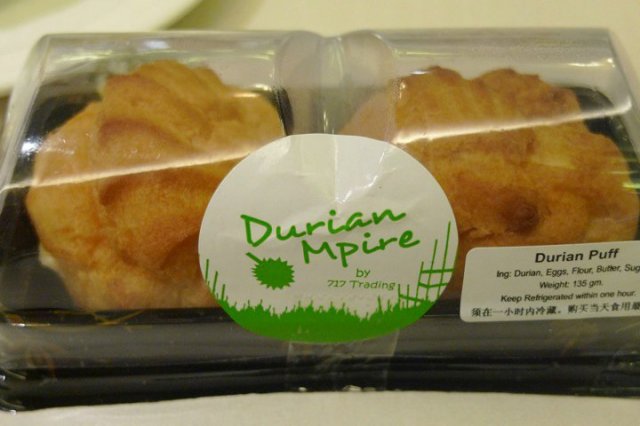 Durian
Mpire
by
717 Trading
Durian Puff
Ing: Durian, Eggs, Flour, Butter, Sug
Weight: 135 gm.
Keep Refrigerated within one hour.
须在一小时内冷藏。购买当天食用最